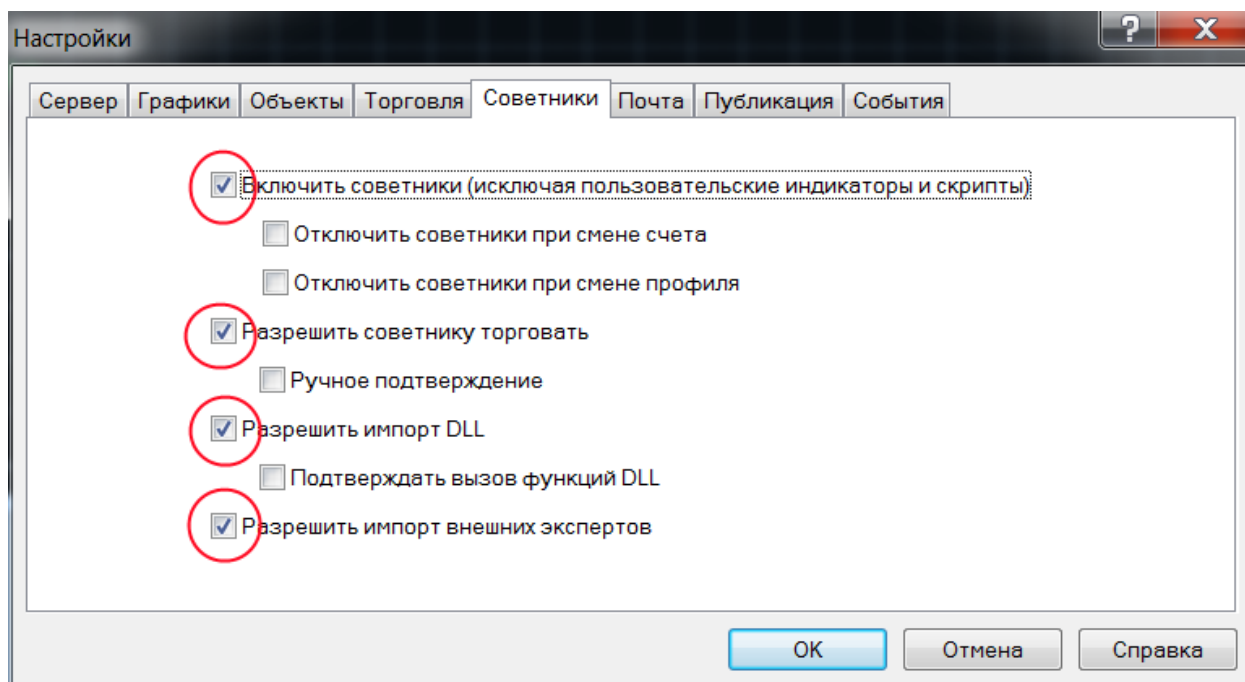 Настройки
?
X
Сервер Графики Объекты Торговля Советники Почта Публикация События
Включить советники (исключая пользовательские индикаторы и скрипты)
Отключить советники при смене счета
Отключить советники при смене профиля
Разрешить советнику торговать
Ручное подтверждение
Разрешить импорт DLL
Подтверждать вызов функций DLL
Разрешить импорт внешних экспертов
OK Отмена Справка